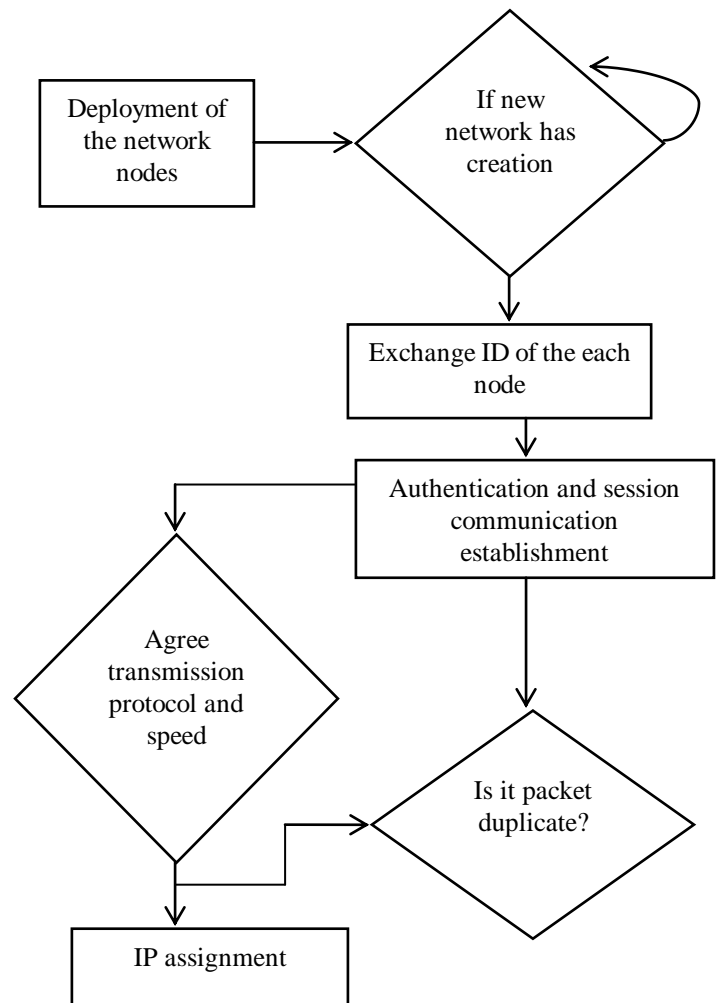 Deployment of
the network
nodes
If new
network has
creation
Exchange ID of the each
node
Authentication and session
communication
establishment
Agree
transmission
protocol and
speed
Is it packet
duplicate?
IP assignment